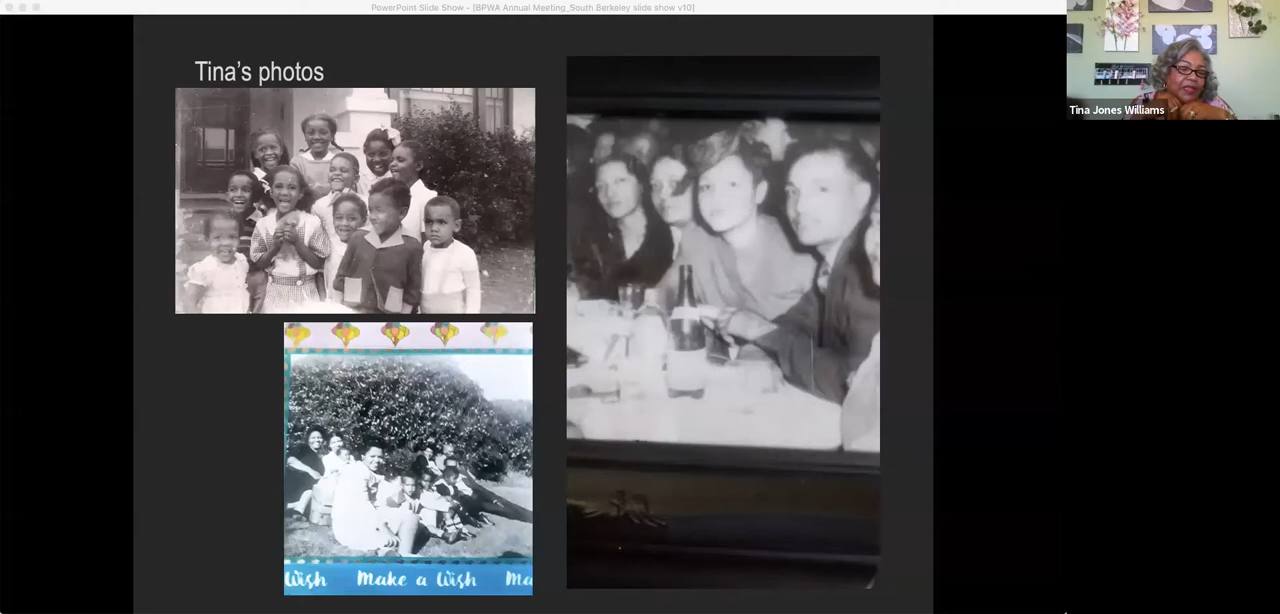 PowerPoint Slide Show - [BPWA Annual Meeting_South Berkeley slide show v10]
Tina's photos
Tina Jones Williams
Wish Make a Wish Ma